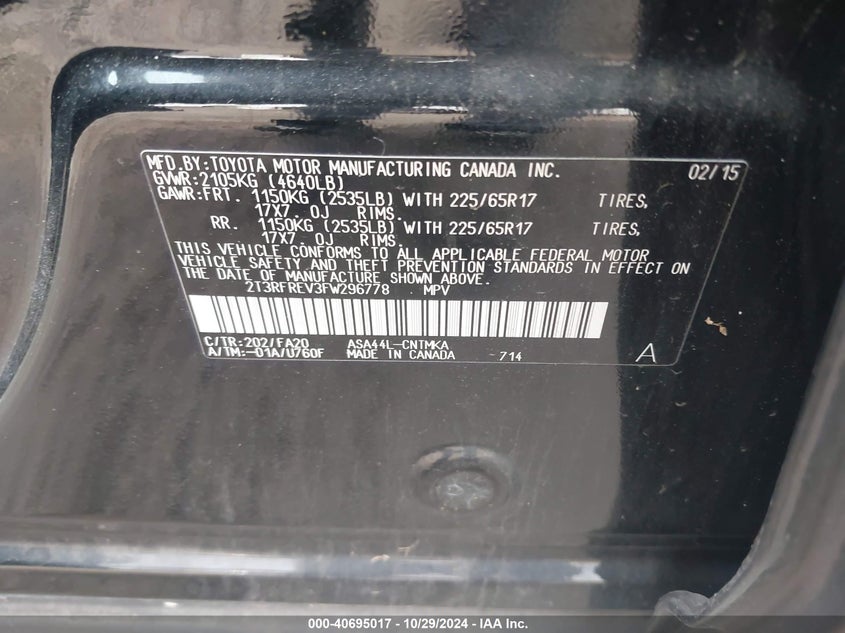 MFD.BY:TOYOTA MOTOR MANUFACTURING CANADA INC. 02/15
GVWR:2105KG (4640LB)
GAWR:FRT. 1150KG (2535LB) WITH 225/65R17 TIRES,
17X7.0J RIMS.
RR. 1150KG (2535LB) WITH 225/65R17 TIRES,
17X7.0J RIMS.
THIS VEHICLE CONFORMS TO ALL APPLICABLE FEDERAL MOTOR
VEHICLE SAFETY AND THEFT PREVENTION STANDARDS IN EFFECT ON
THE DATE OF MANUFACTURE SHOWN ABOVE.
2T3RFREV3FW296778 MPV
C/TR:202/FA20 ASA44L-CNTMKA
A/TM:-01A/U760F MADE IN CANADA 714 A
000-40695017 - 10/29/2024 - IAA Inc.